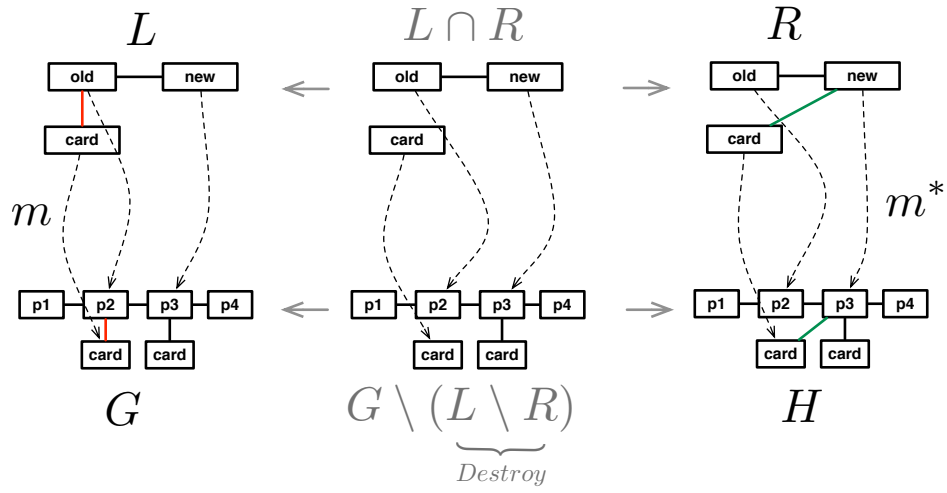 L L ∩ R R
old new old new old new
card card card
m m*
p1 p2 p3 p4 p1 p2 p3 p4 p1 p2 p3 p4
card card card card card card
G G \ (L \ R) H
Destroy